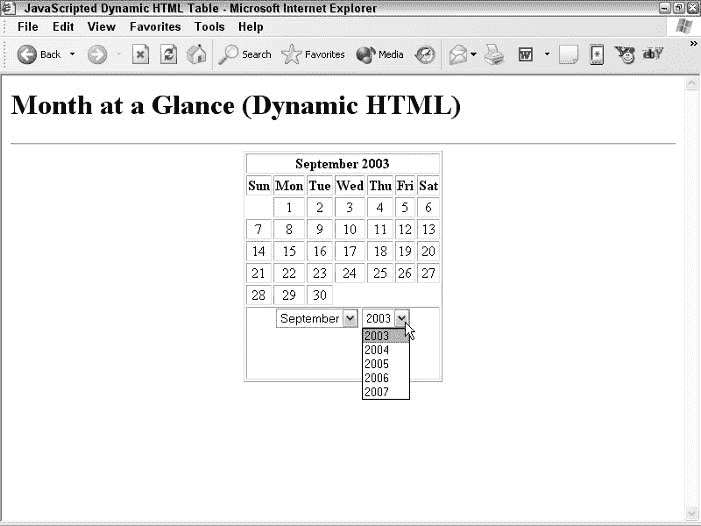 JavaScripted Dynamic HTML Table - Microsoft Internet Explorer
File Edit View Favorites Tools Help
Back Search Favorites Media W ebY »
Month at a Glance (Dynamic HTML)
September 2003
Sun Mon Tue Wed Thu Fri Sat
1 2 3 4 5 6
7 8 9 10 11 12 13
14 15 16 17 18 19 20
21 22 23 24 25 26 27
28 29 30
September 2003
2003
2004
2005
2006
2007